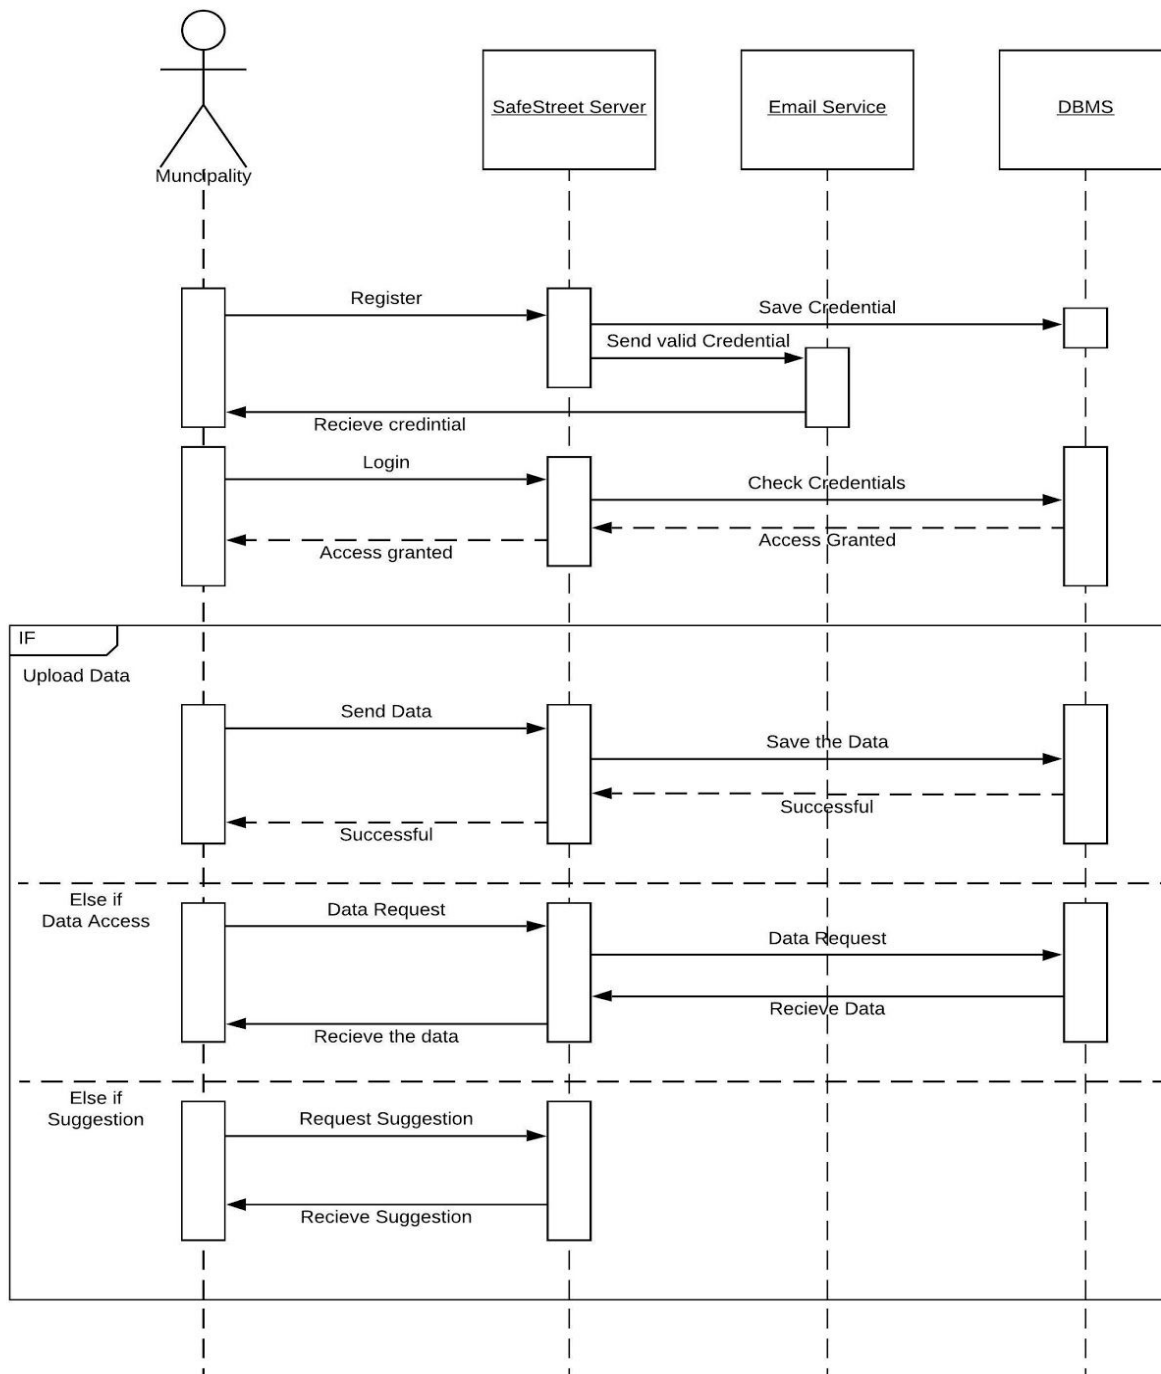 SafeStreet Server
Email Service
DBMS
Muncipality
Register
Save Credential
Send valid Credential
Recieve credintial
Login
Check Credentials
Access Granted
Access granted
IF
Upload Data
Send Data
Save the Data
Successful
Successful
Else if
Data Access
Data Request
Data Request
Recieve Data
Recieve the data
Else if
Suggestion
Request Suggestion
Recieve Suggestion